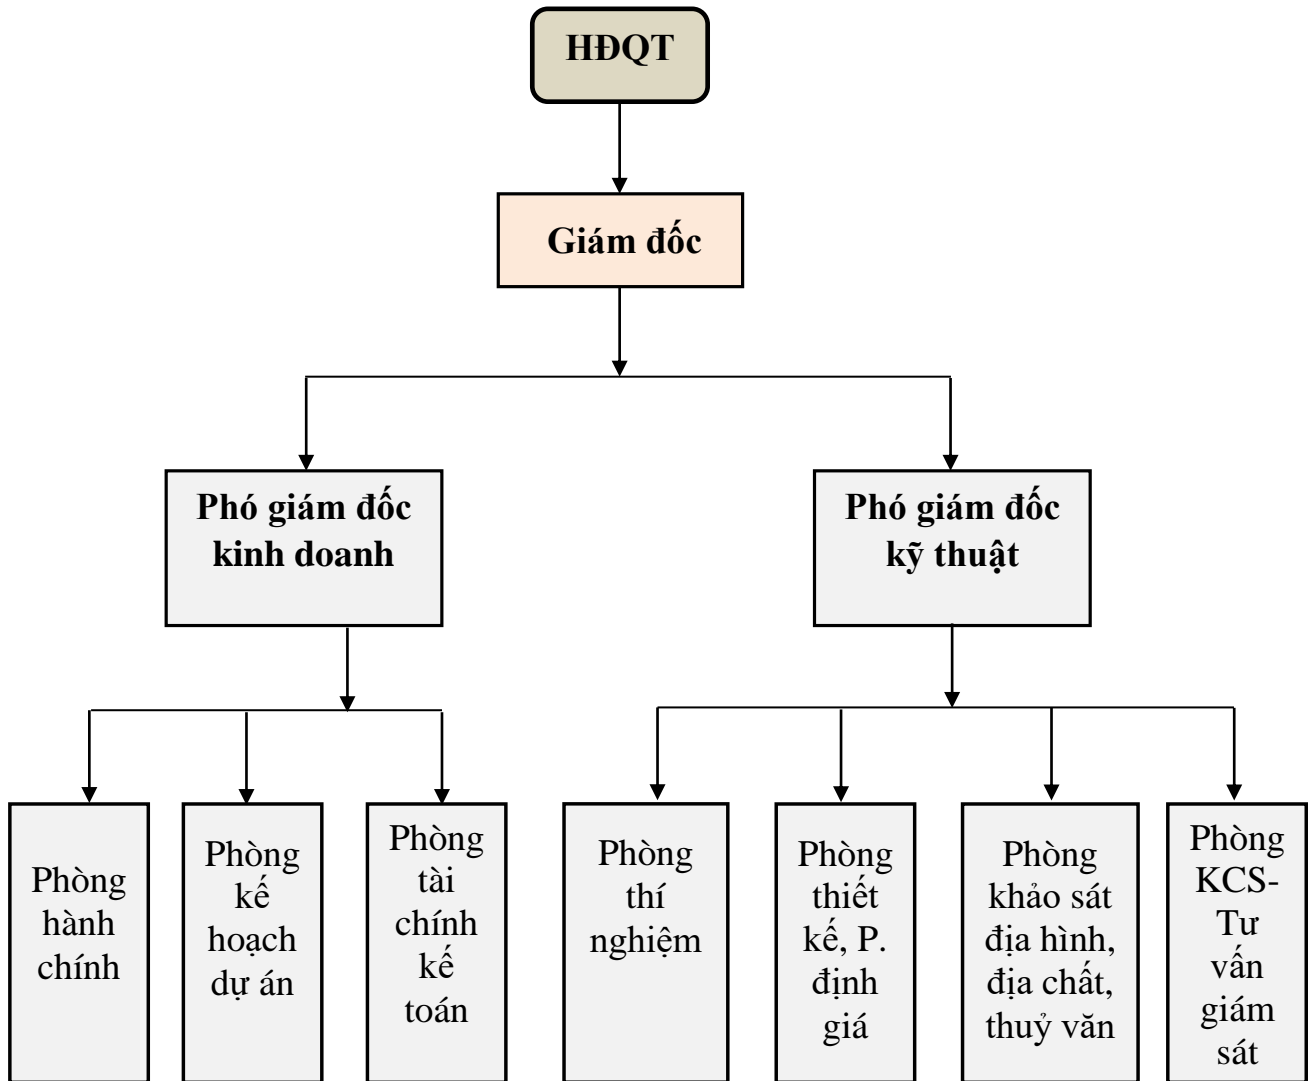 HĐQT
Giám đốc
Phó giám đốc
kinh doanh
Phó giám đốc
kỹ thuật
Phòng
hành
chính
Phòng
kế
hoạch
dự án
Phòng
tài
chính
kế
toán
Phòng
thí
nghiệm
Phòng
thiết
kế, P.
định
giá
Phòng
khảo sát
địa hình,
địa chất,
thuỷ văn
Phòng
KCS-
Tư
vấn
giám
sát